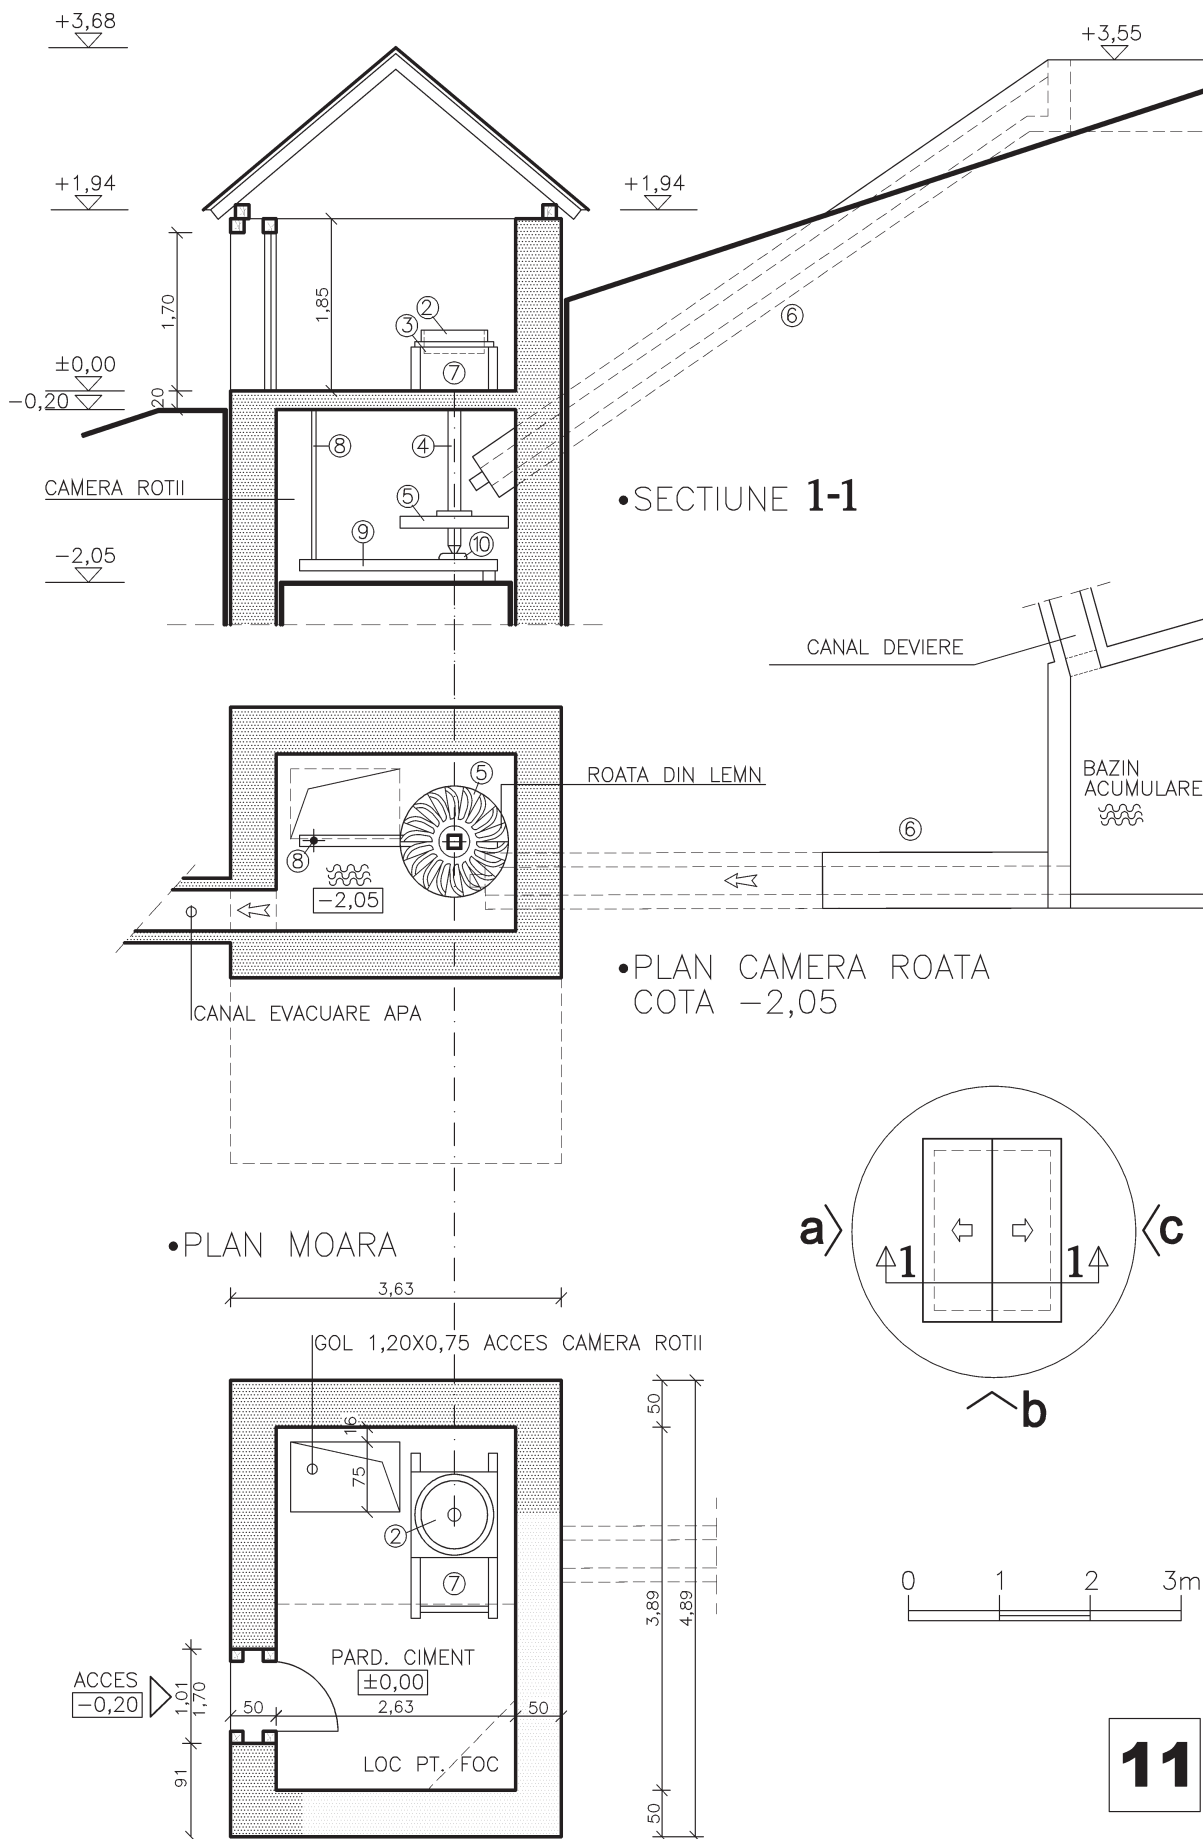 +3,68
+3,55
+1,94
+1,94
1,70
1,85
2
3
6
±0,00
7
-0,20
20
8
4
CAMERA ROTII
5
•SECTIUNE 1-1
9
10
-2,05
CANAL DEVIERE
5
ROATA DIN LEMN
BAZIN
ACUMULARE
6
8
-2,05
•PLAN CAMERA ROATA
COTA -2,05
CANAL EVACUARE APA
a
c
1
1
b
•PLAN MOARA
3,63
GOL 1,20X0,75 ACCES CAMERA ROTII
50
16
75
2
7
3,89
4,89
0 1 2 3m
PARD. CIMENT
±0,00
ACCES
-0,20
1,01
1,70
50
2,63
50
91
LOC PT. FOC
50
11